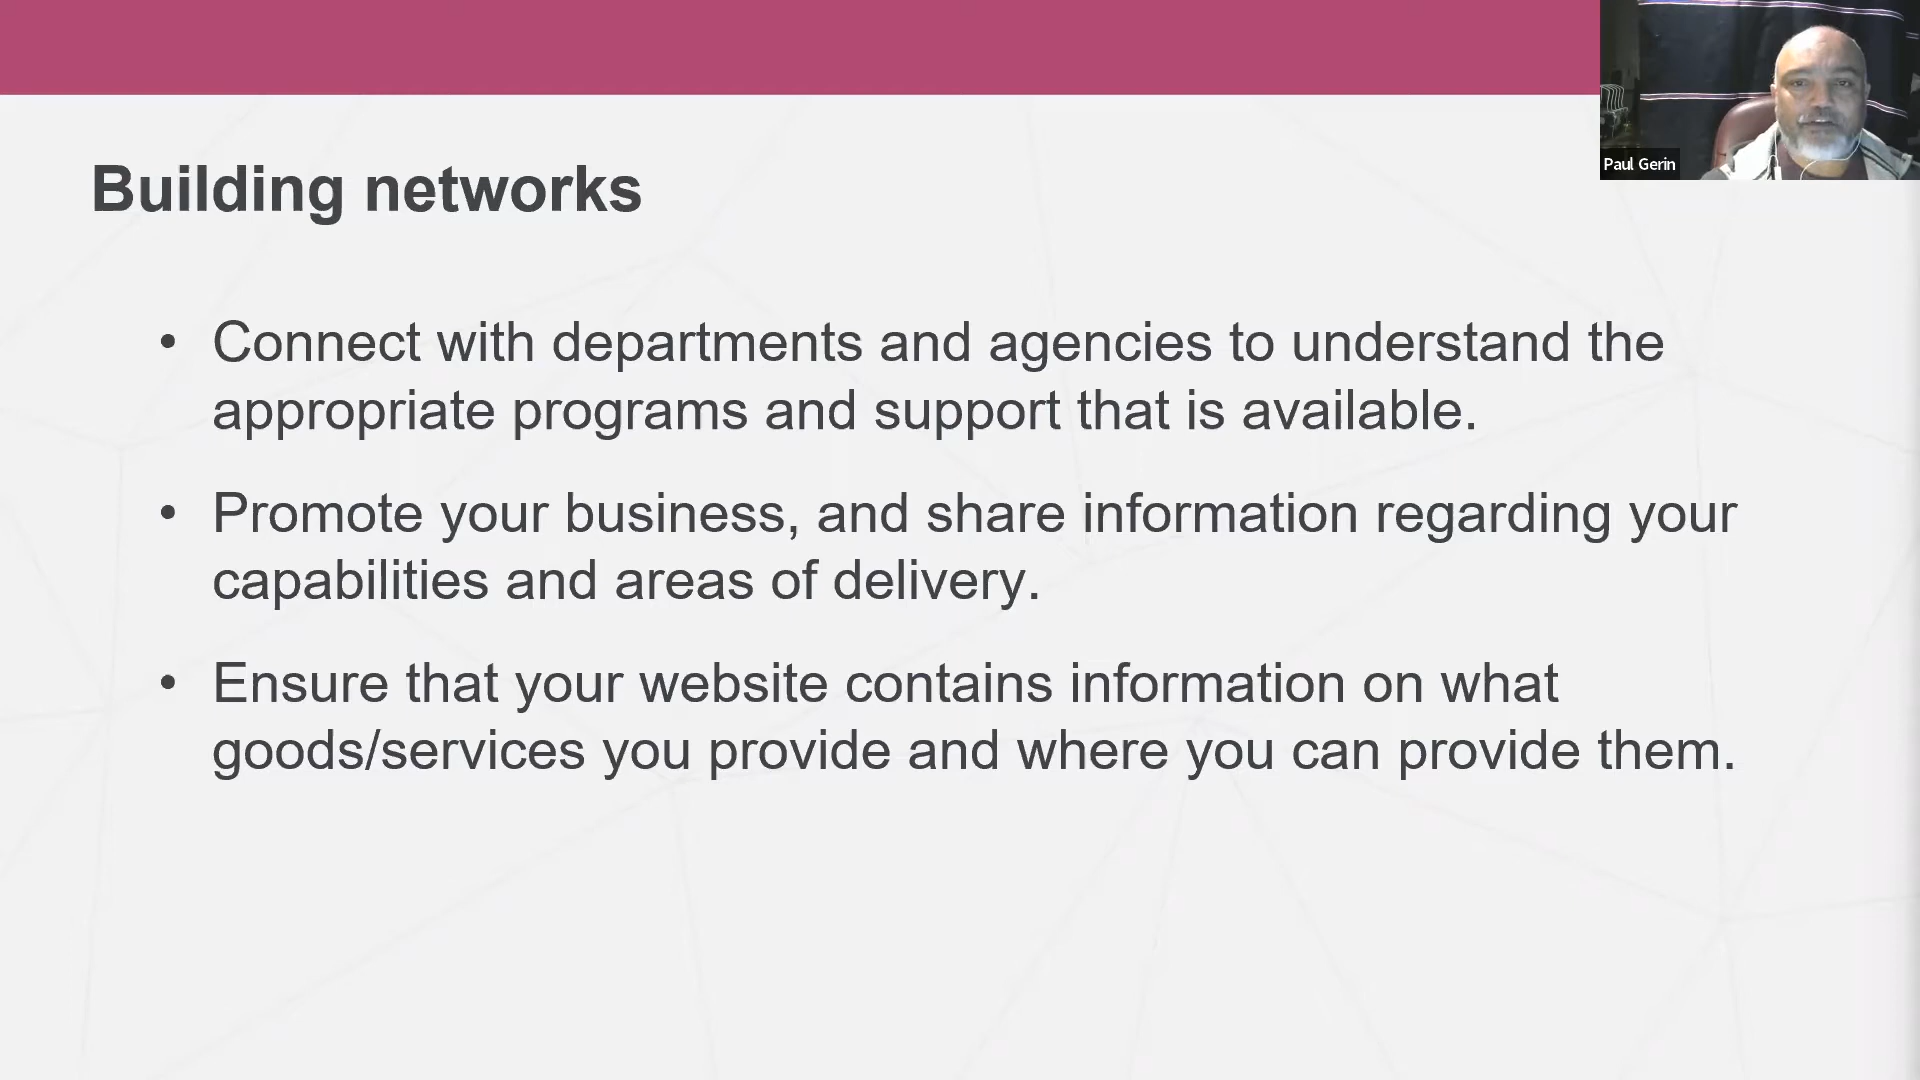 Paul Gerin
Building networks
• Connect with departments and agencies to understand the
appropriate programs and support that is available.
• Promote your business, and share information regarding your
capabilities and areas of delivery.
• Ensure that your website contains information on what
goods/services you provide and where you can provide them.